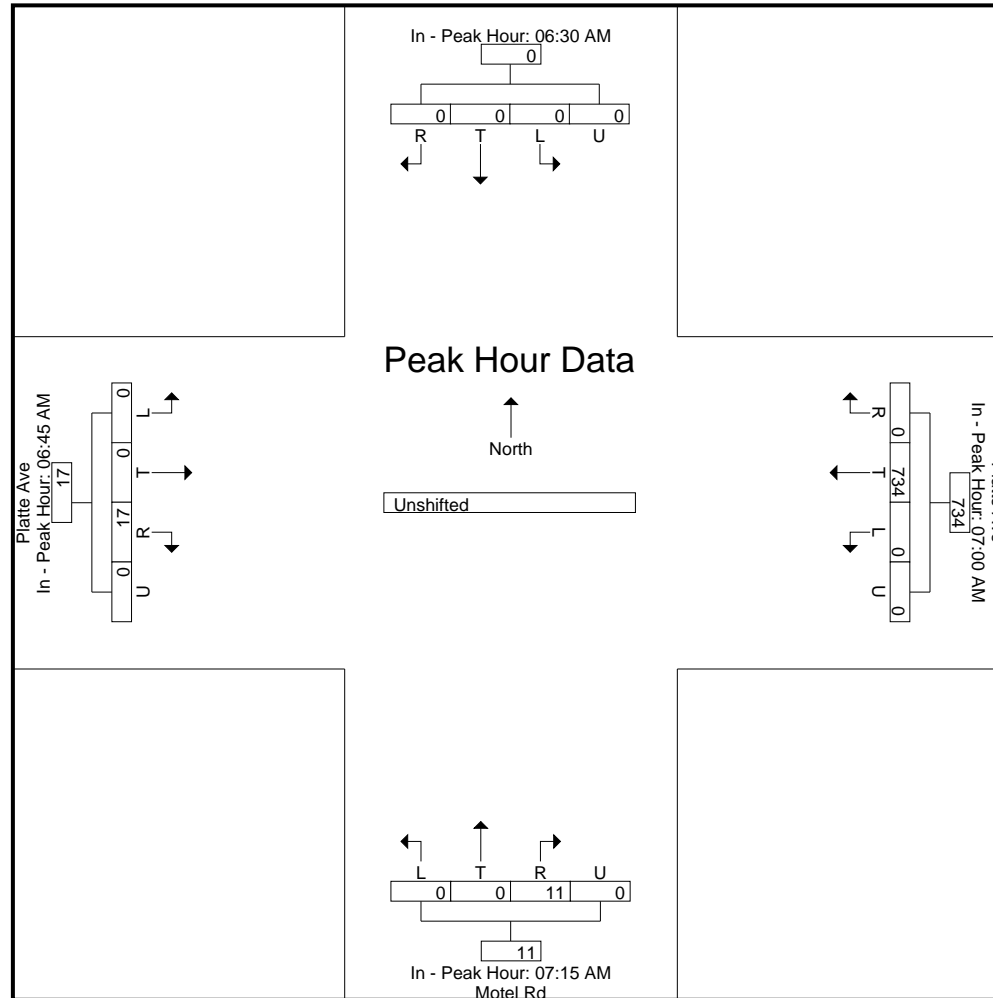 In - Peak Hour: 06:30 AM
0
0 0 0 0
R T L U
Peak Hour Data
North
Unshifted
Platte Ave
In - Peak Hour: 06:45 AM
17
0 0 17 0
L T R U
R T L U
0 734 0 0
734
In - Peak Hour: 07:00 AM
L T R U
0 0 11 0
11
In - Peak Hour: 07:15 AM
Motel Rd